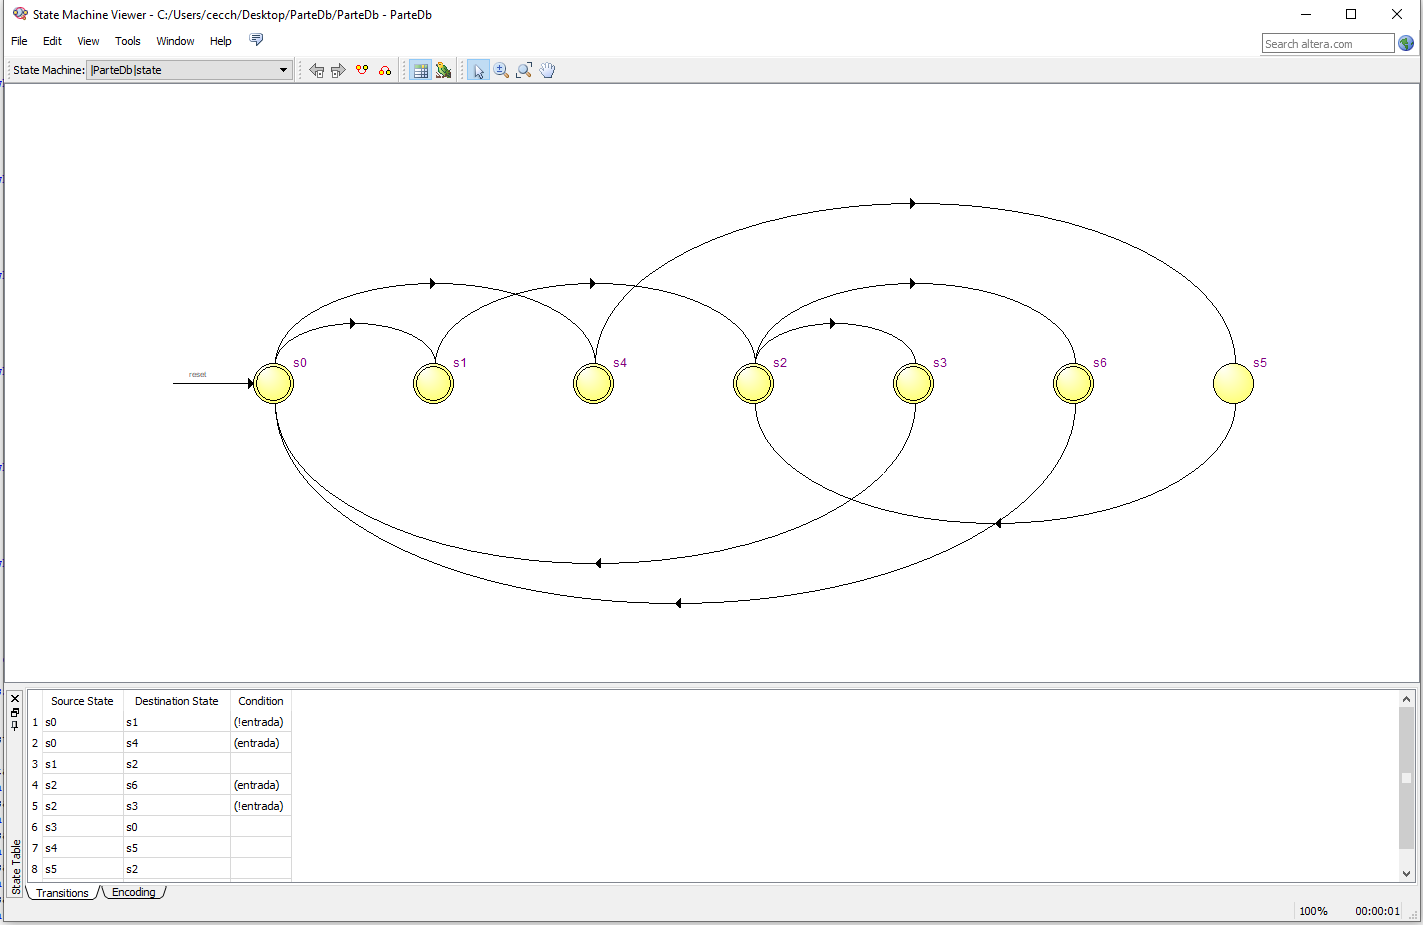 State Machine Viewer - C:/Users/cecch/Desktop/ParteDb/ParteDb - ParteDb
File Edit View Tools Window Help
Search altera.com
State Machine: |ParteDb|state
reset
s0 s1 s4 s2 s3 s6 s5
Source State Destination State Condition
1 s0 s1 (!entrada)
2 s0 s4 (entrada)
3 s1 s2
4 s2 s6 (entrada)
5 s2 s3 (!entrada)
6 s3 s0
7 s4 s5
8 s5 s2
State Table
Transitions Encoding
100% 00:00:01